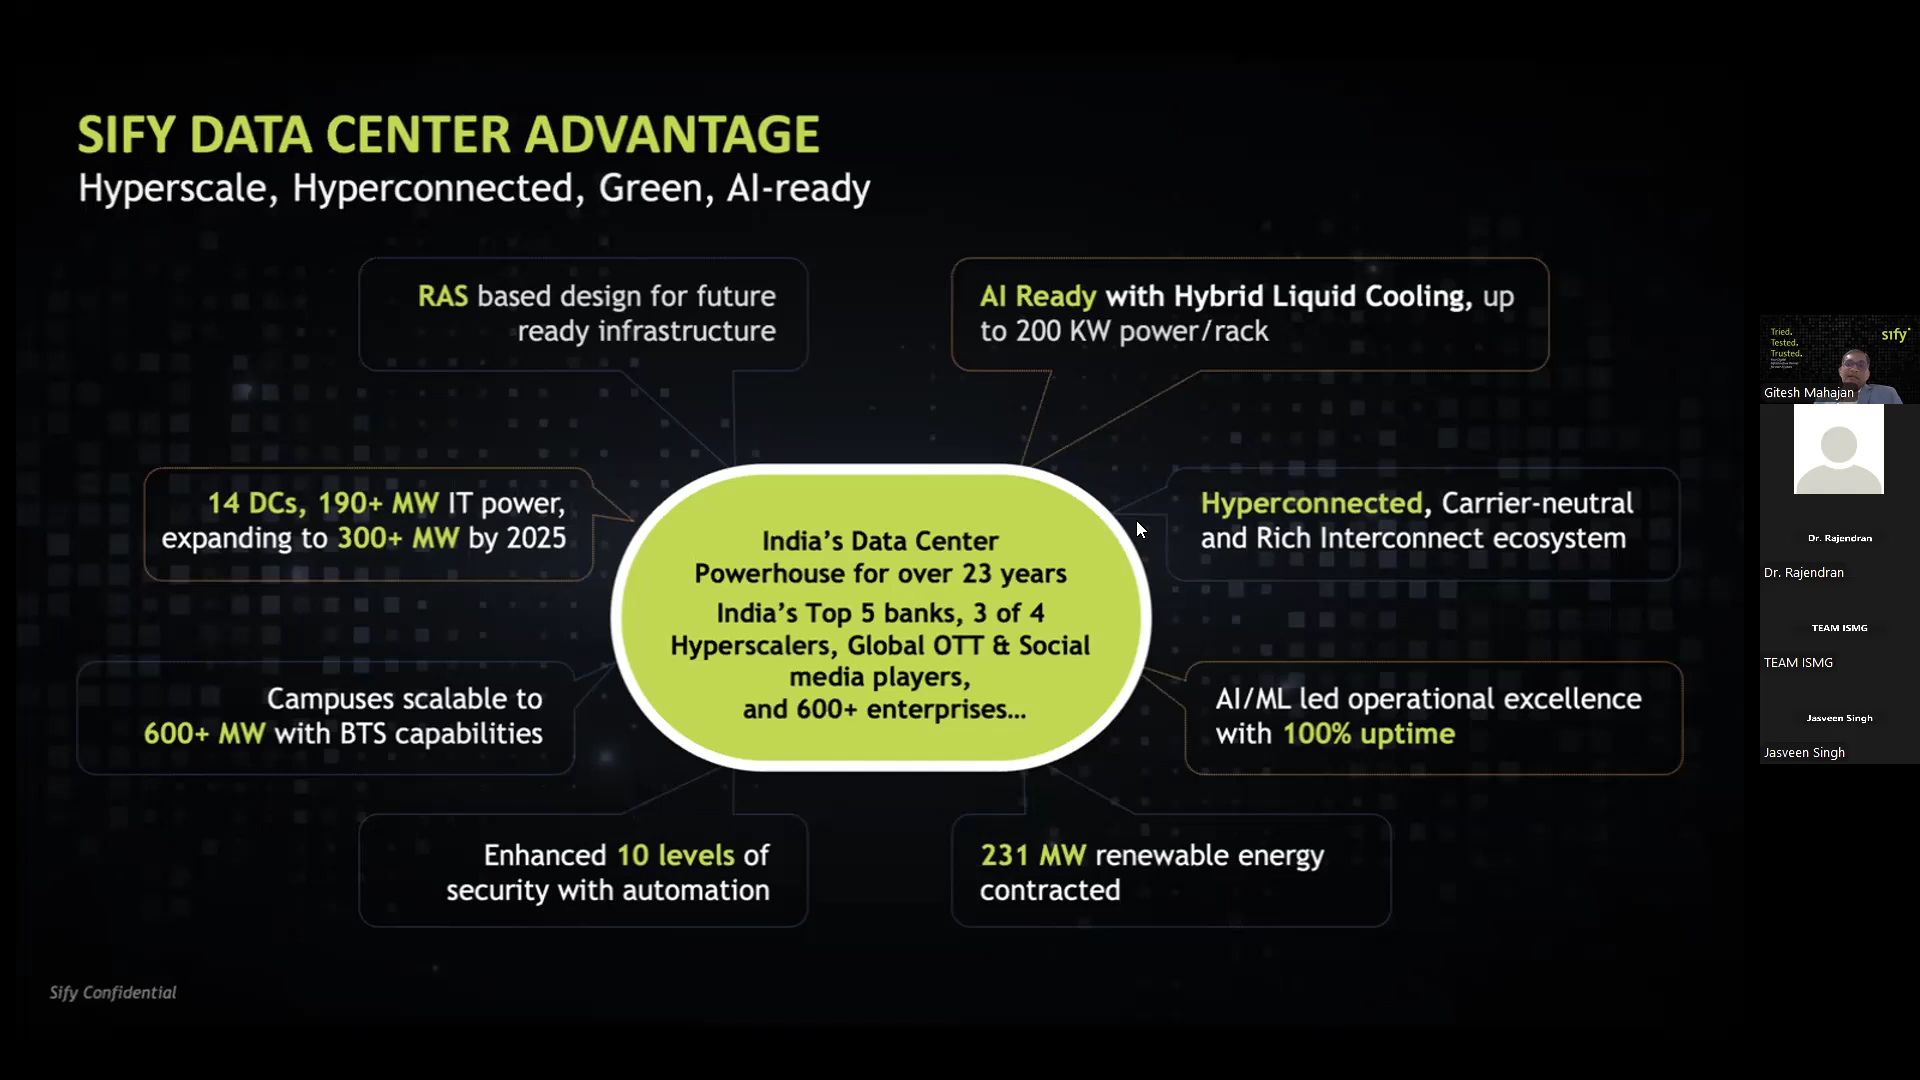 SIFY DATA CENTER ADVANTAGE
Hyperscale, Hyperconnected, Green, AI-ready
RAS based design for future
ready infrastructure
AI Ready with Hybrid Liquid Cooling, up
to 200 KW power/rack
14 DCs, 190+ MW IT power,
expanding to 300+ MW by 2025
India's Data Center
Powerhouse for over 23 years
India's Top 5 banks, 3 of 4
Hyperscalers, Global OTT & Social
media players,
and 600+ enterprises...
Hyperconnected, Carrier-neutral
and Rich Interconnect ecosystem
Campuses scalable to
600+ MW with BTS capabilities
AI/ML led operational excellence
with 100% uptime
Enhanced 10 levels of
security with automation
231 MW renewable energy
contracted
Sify Confidential
Tried.
Tested.
Trusted.
sify
Gitesh Mahajan
Dr. Rajendran
Dr. Rajendran
TEAM ISMG
TEAM ISMG
Jasveen Singh
Jasveen Singh